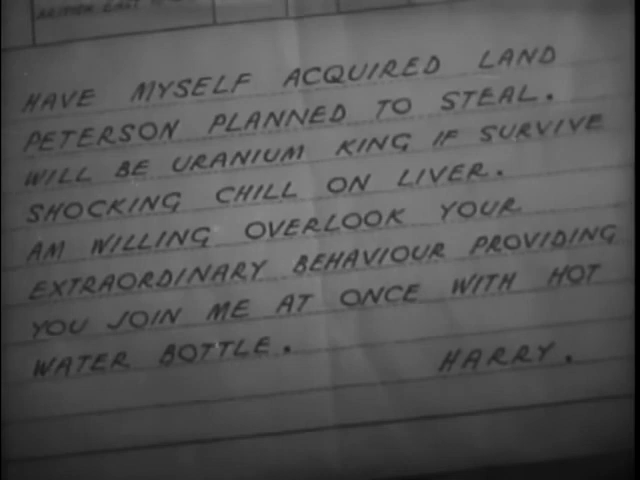 HAVE MYSELF ACQUIRED LAND
PETERSON PLANNED TO STEAL.
WILL BE URANIUM KING IF SURVIVE
SHOCKING CHILL ON LIVER.
AM WILLING OVERLOOK YOUR
EXTRAORDINARY BEHAVIOUR PROVIDING
YOU JOIN ME AT ONCE WITH HOT
WATER BOTTLE.
HARRY.